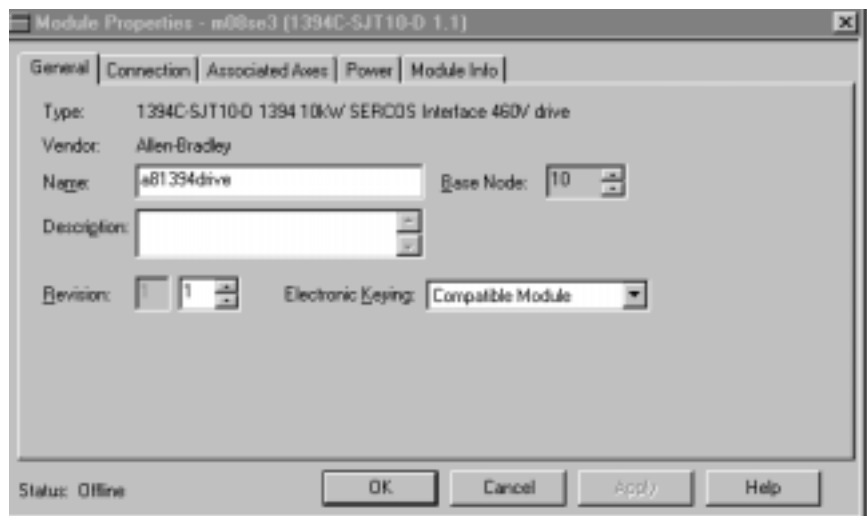 Module Properties - m08se3 (1394C-SJT10-D 1.1)
General Connection Associated Axes Power Module Info
Type: 1394C-SJT10-D 1394 10kW SERCOS Interface 460V drive
Vendor: Allen-Bradley
Name: a81394drive Base Node: 10
Description:
Revision: 1 1 Electronic Keying: Compatible Module
Status: Offline OK Cancel Apply Help